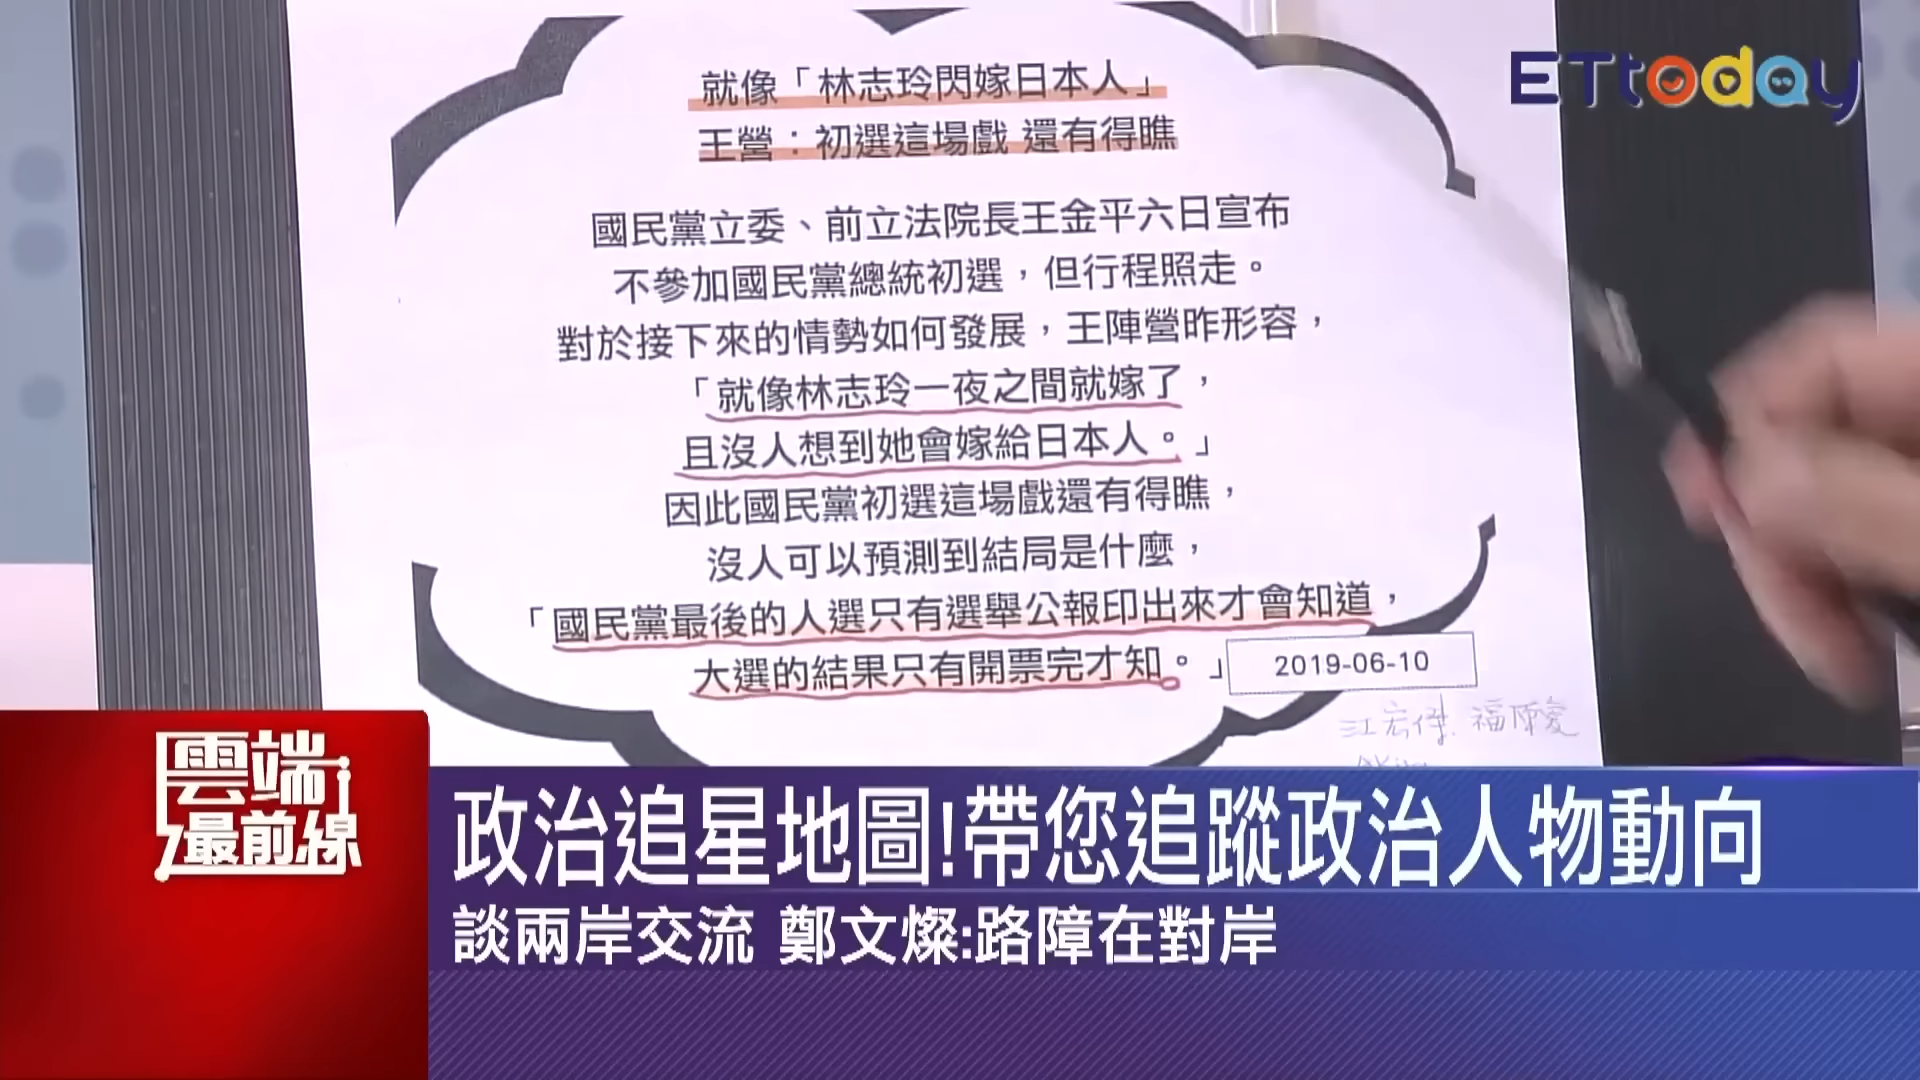 ETtoday
就像「林志玲閃嫁日本人」
王營：初選這場戲 還有得瞧
國民黨立委、前立法院長王金平六日宣布
不參加國民黨總統初選，但行程照走。
對於接下來的情勢如何發展，王陣營昨形容，
「就像林志玲一夜之間就嫁了，
且沒人想到她會嫁給日本人。」
因此國民黨初選這場戲還有得瞧，
沒人可以預測到結局是什麼，
「國民黨最後的人選只有選舉公報印出來才會知道，
大選的結果只有開票完才知。」
2019-06-10
江宏傑. 福原愛
雲端最前線
政治追星地圖!帶您追蹤政治人物動向
談兩岸交流 鄭文燦:路障在對岸